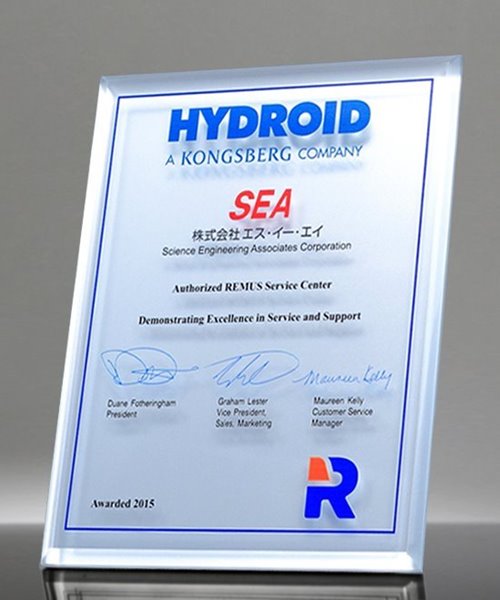 HYDROID
A KONGSBERG COMPANY
SEA
株式会社 エス・イー・エイ
Science Engineering Associates Corporation
Authorized REMUS Service Center
Demonstrating Excellence in Service and Support
Maureen Kelly
Duane Fotheringham
President
Graham Lester
Vice President,
Sales, Marketing
Maureen Kelly
Customer Service
Manager
R
Awarded 2015